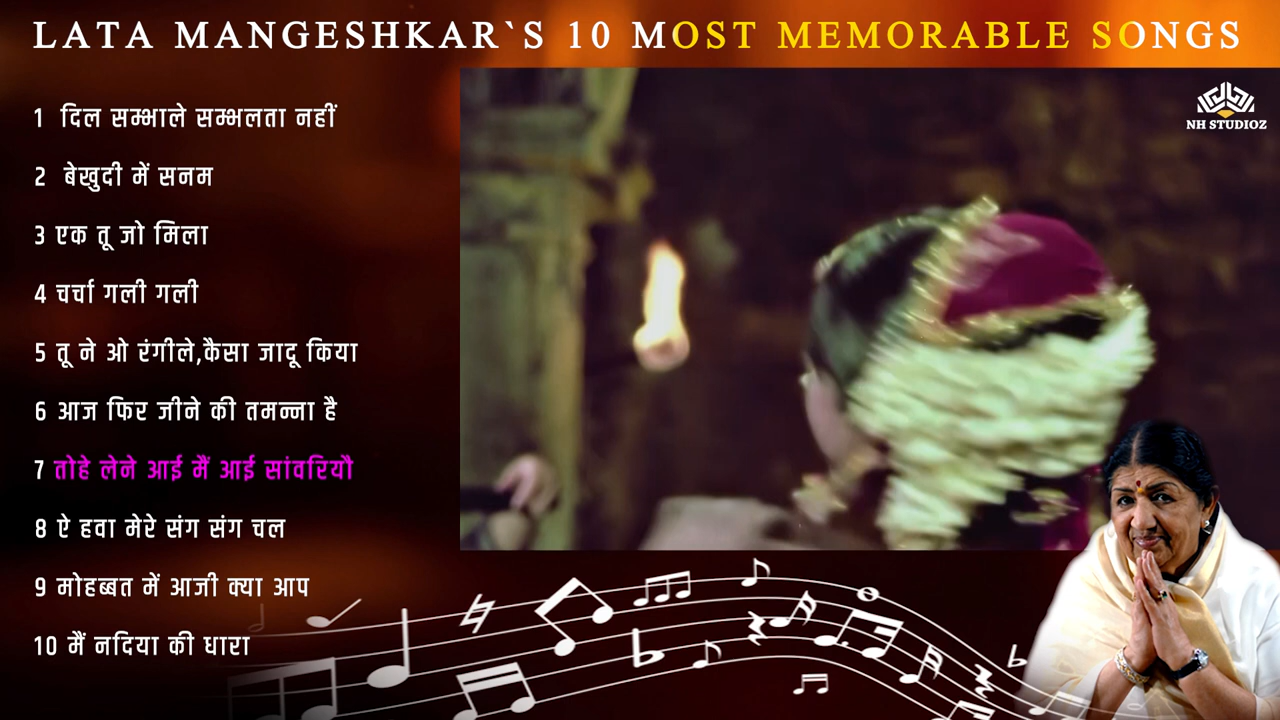 LATA MANGESHKAR`S 10 MOST MEMORABLE SONGS
NH STUDIOZ
1 दिल सम्भाले सम्भलता नहीं
2 बेखुदी में सनम
3 एक तू जो मिला
4 चर्चा गली गली
5 तू ने ओ रंगीले,कैसा जादू किया
6 आज फिर जीने की तमन्ना है
7 तोहे लेने आई मैं आई सांवरियौ
8 ऐ हवा मेरे संग संग चल
9 मोहब्बत में आजी क्या आप
10 मैं नदिया की धारा